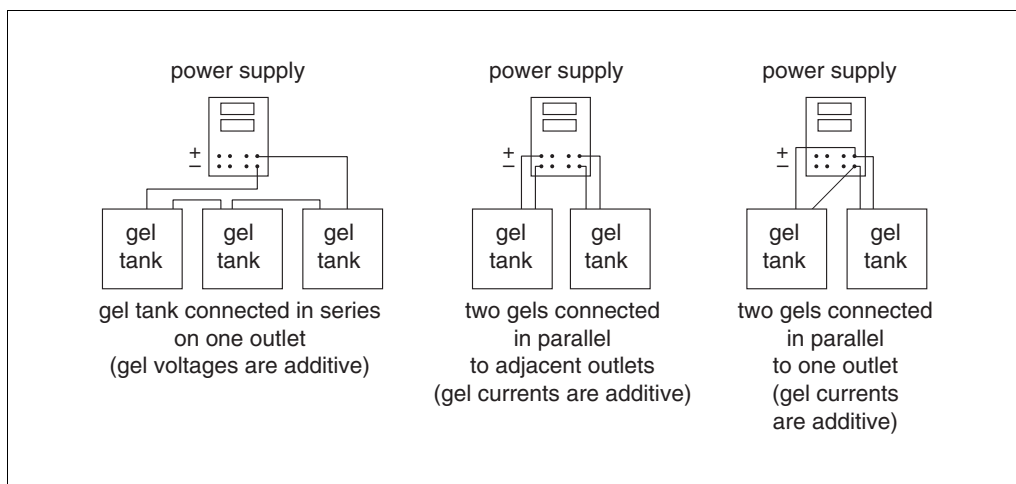 power supply
+
−
gel
tank
gel
tank
gel
tank
gel tank connected in series
on one outlet
(gel voltages are additive)
power supply
+
−
gel
tank
gel
tank
two gels connected
in parallel
to adjacent outlets
(gel currents are additive)
power supply
+
−
gel
tank
gel
tank
two gels connected
in parallel
to one outlet
(gel currents
are additive)